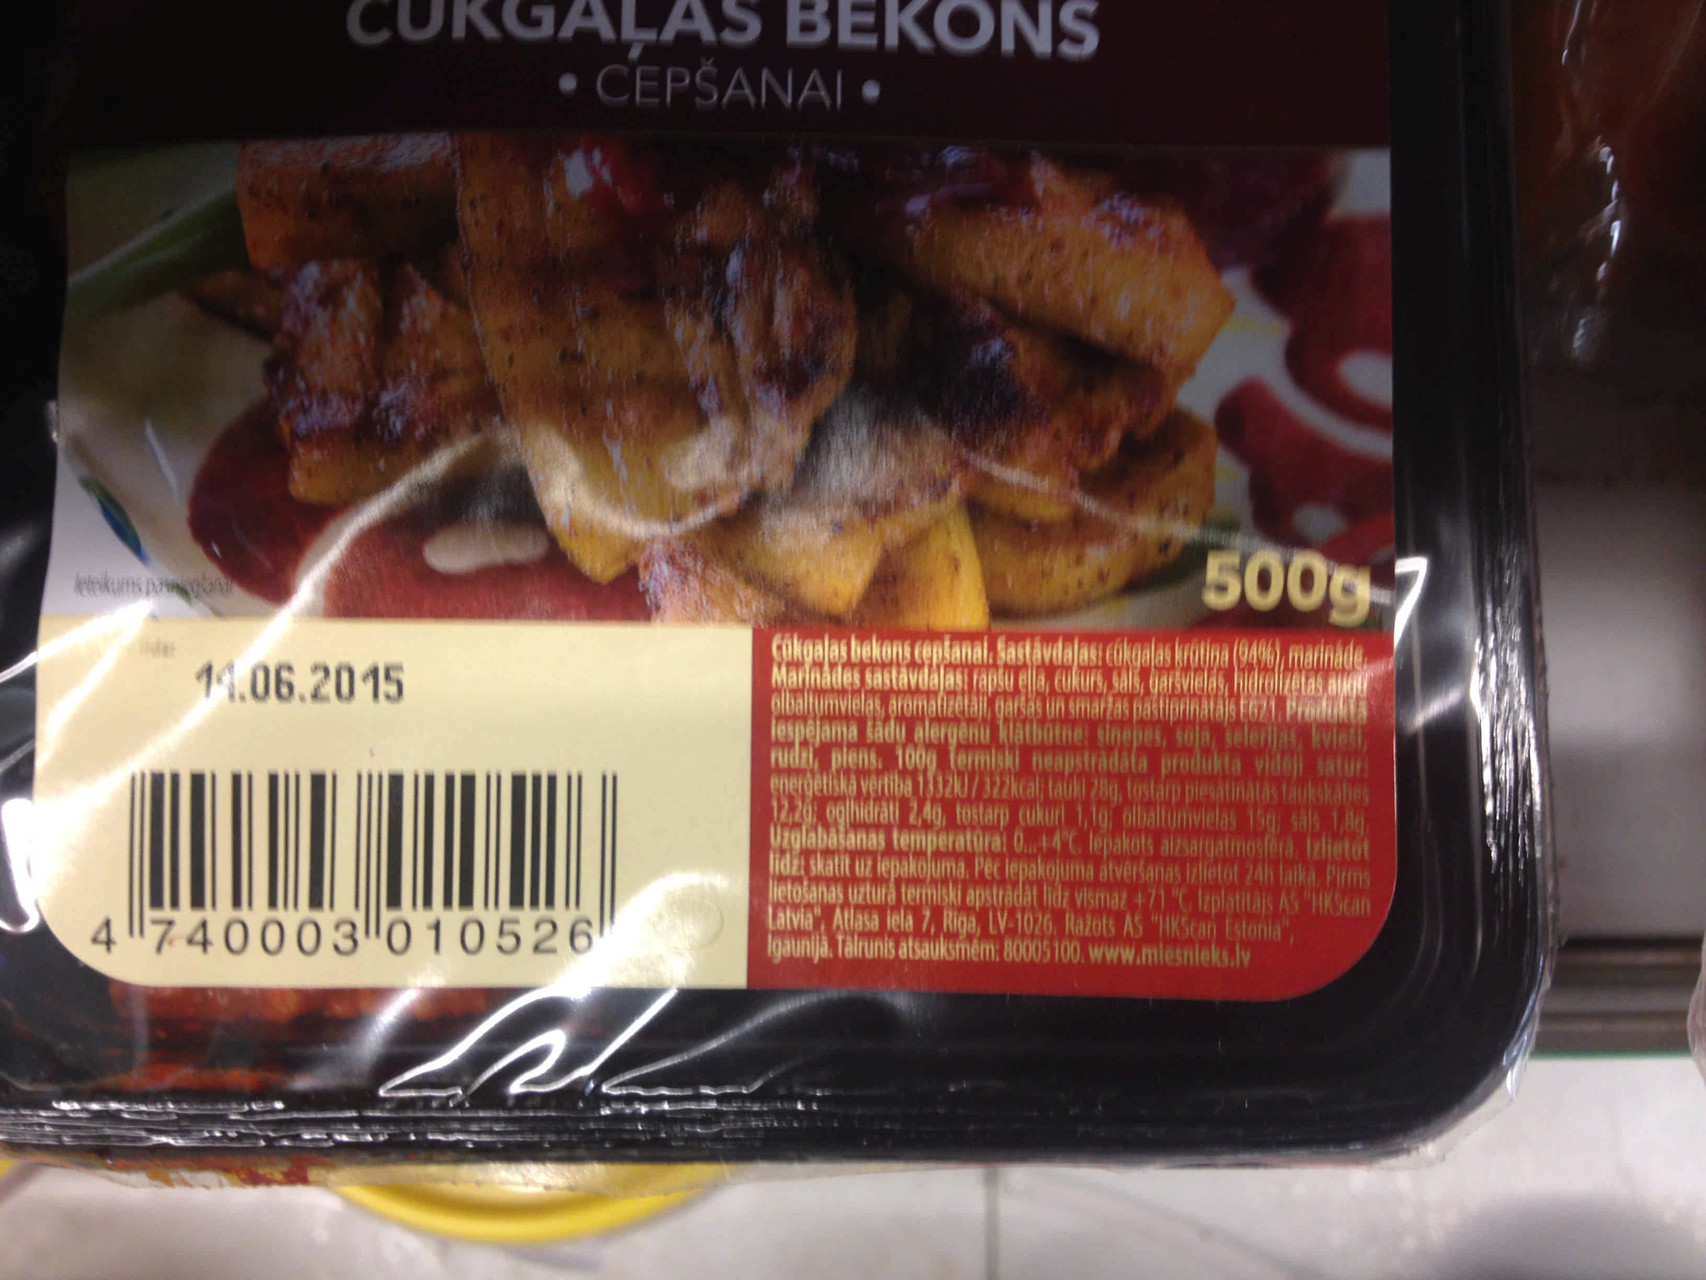 CŪKGAĻAS BEKONS
• CEPŠANAI •
Ieteikums pasniegšanai
500g
.06.2015
4 740003 010526
Cūkgaļas bekons cepšanai. Sastāvdaļas: cūkgaļas krūtiņa (94%), marināde.
Marinādes sastāvdaļas: rapšu eļļa, cukurs, sāls, garšvielas, hidrolizētas augu
olbaltumvielas, aromatizētāji, garšas un smaržas pastiprinātājs E621. Produktā
iespējama šādu alergēnu klātbūtne: sinepes, soja, selerijas, kvieši,
rudzi, piens. 100g termiski neapstrādāta produkta vidēji satur:
enerģētiskā vērtība 1332kJ/322kcal; tauki 28g, tostarp piesātinātās taukskābes
12,2g; ogļhidrāti 2,4g, tostarp cukuri 1,1g; olbaltumvielas 15g; sāls 1,8g.
Uzglabāšanas temperatūra: 0...+4°C. Iepakots aizsargatmosfērā. Izlietot
līdz: skatīt uz iepakojuma. Pēc iepakojuma atvēršanas izlietot 24h laikā. Pirms
lietošanas uzturā termiski apstrādāt līdz vismaz +71 °C. Izplatītājs AS "HKScan
Latvia", Atlasa iela 7, Rīga, LV-1026. Ražots AS "HKScan Estonia",
Igaunijā. Tālrunis atsauksmēm: 80005100. www.miesnieks.lv